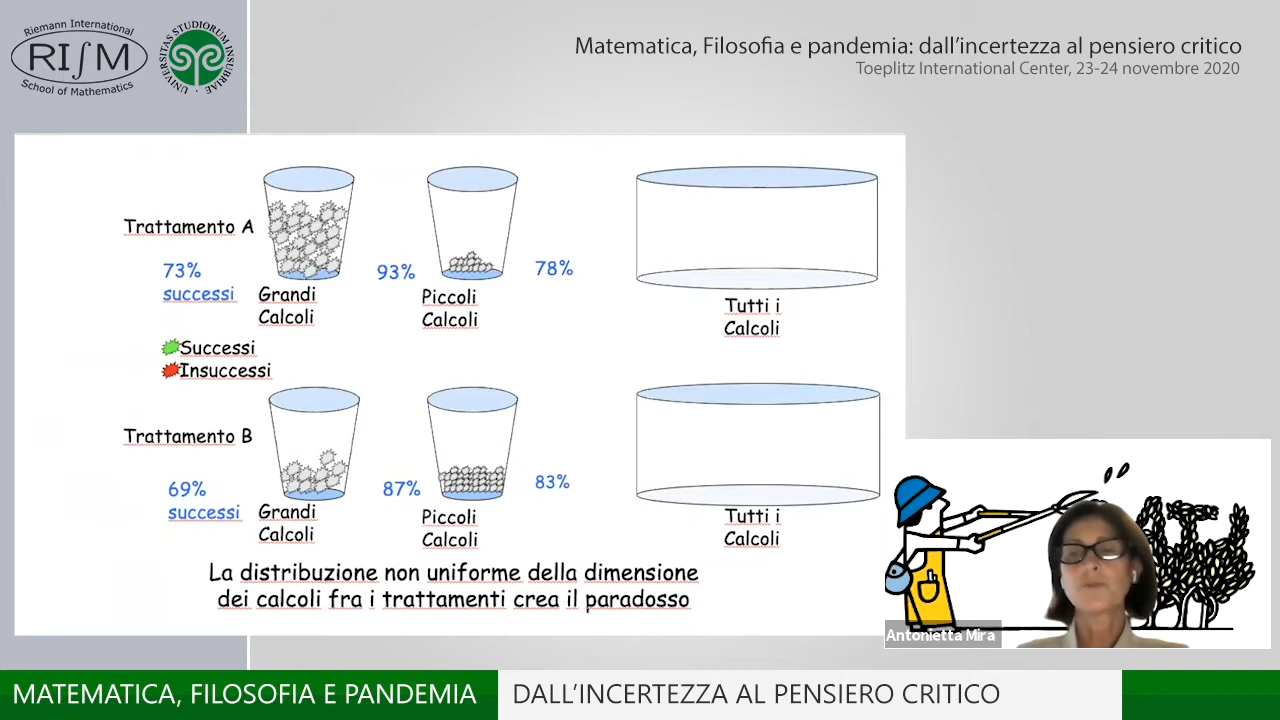 Riemann International
RISM
School of Mathematics
UNIVERSITAS STUDIORUM INSUBRIAE
Matematica, Filosofia e pandemia: dall'incertezza al pensiero critico
Toeplitz International Center, 23-24 novembre 2020
Trattamento A
73%
successi
Grandi
Calcoli
93%
Piccoli
Calcoli
78%
Tutti i
Calcoli
Successi
Insuccessi
Trattamento B
69%
successi
Grandi
Calcoli
87%
Piccoli
Calcoli
83%
Tutti i
Calcoli
La distribuzione non uniforme della dimensione
dei calcoli fra i trattamenti crea il paradosso
Antonietta Mira
MATEMATICA, FILOSOFIA E PANDEMIA
DALL'INCERTEZZA AL PENSIERO CRITICO